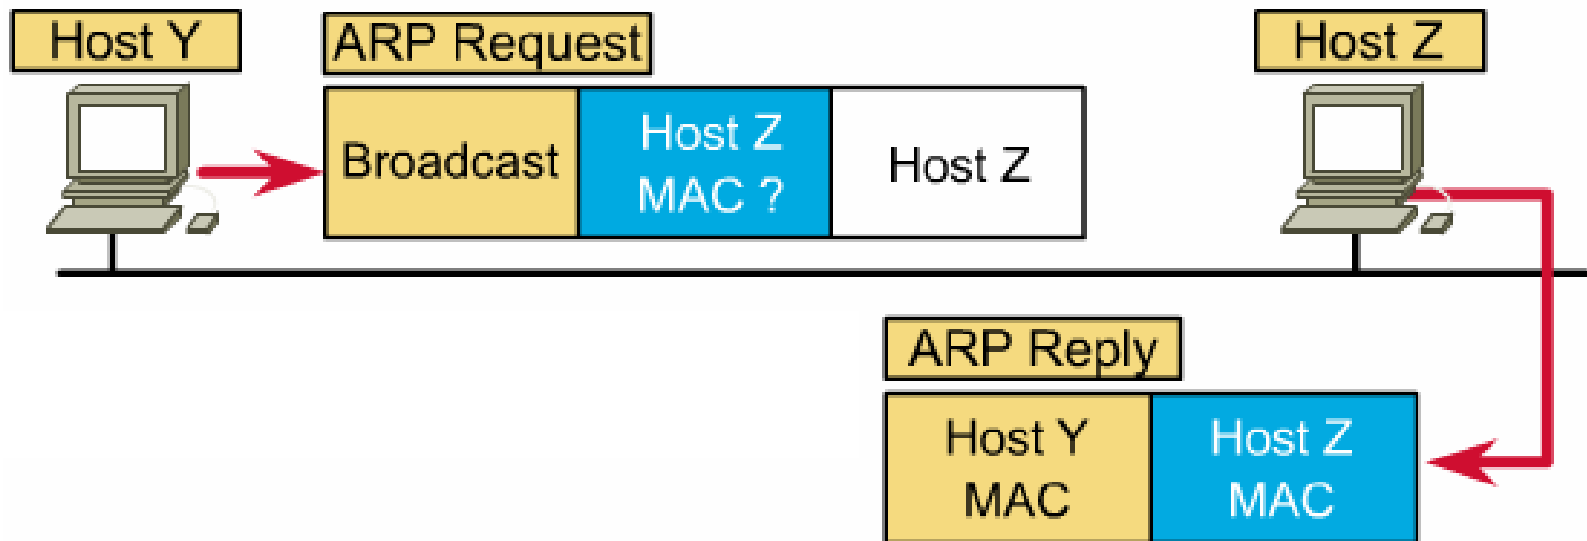 Host Y
ARP Request
Host Z
Broadcast
Host Z
MAC ?
Host Z
ARP Reply
Host Y
MAC
Host Z
MAC